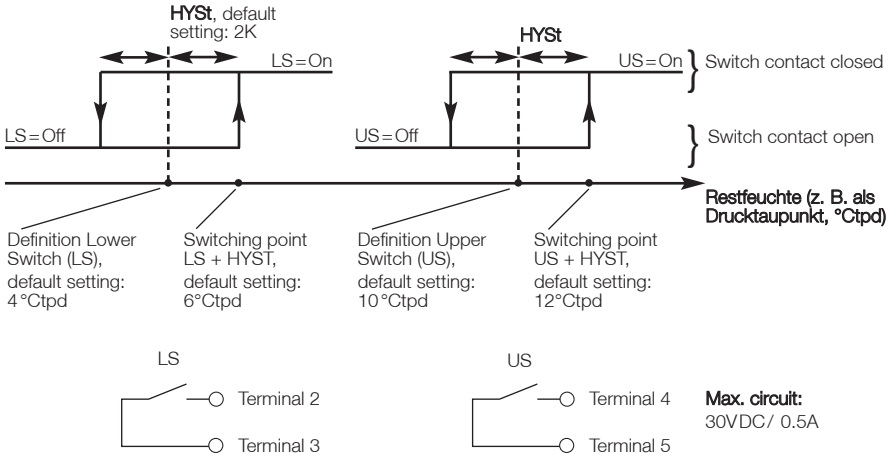 HYSt, default
setting: 2K
HYSt
LS=On
US=On
Switch contact closed
LS=Off
US=Off
Switch contact open
Restfeuchte (z. B. als
Drucktaupunkt, °Ctpd)
Definition Lower
Switch (LS),
default setting:
4°Ctpd
Switching point
LS + HYST,
default setting:
6°Ctpd
Definition Upper
Switch (US),
default setting:
10°Ctpd
Switching point
US + HYST,
default setting:
12°Ctpd
LS
Terminal 2
Terminal 3
US
Terminal 4
Terminal 5
Max. circuit:
30VDC/ 0.5A